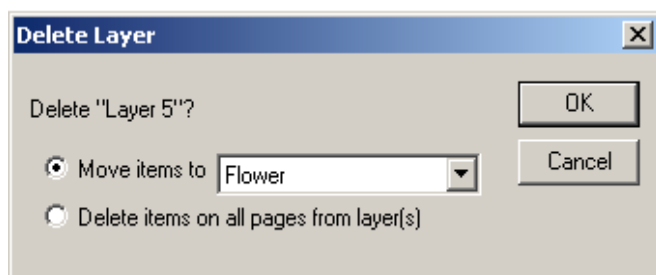 Delete Layer
Delete "Layer 5"?
OK
Move items to Flower
Cancel
Delete items on all pages from layer(s)